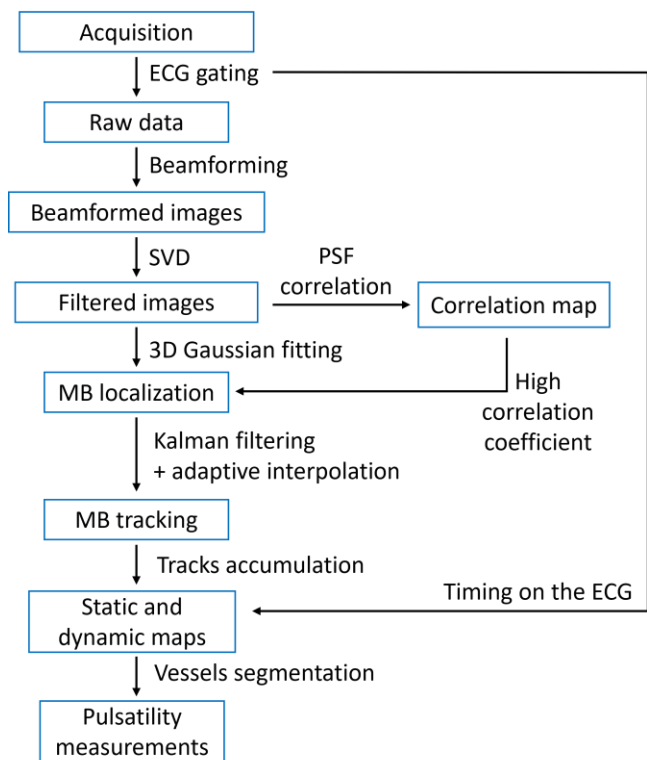 Acquisition
ECG gating
Raw data
Beamforming
Beamformed images
SVD
PSF
correlation
Filtered images
Correlation map
3D Gaussian fitting
MB localization
High
correlation
coefficient
Kalman filtering
+ adaptive interpolation
MB tracking
Tracks accumulation
Timing on the ECG
Static and
dynamic maps
Vessels segmentation
Pulsatility
measurements